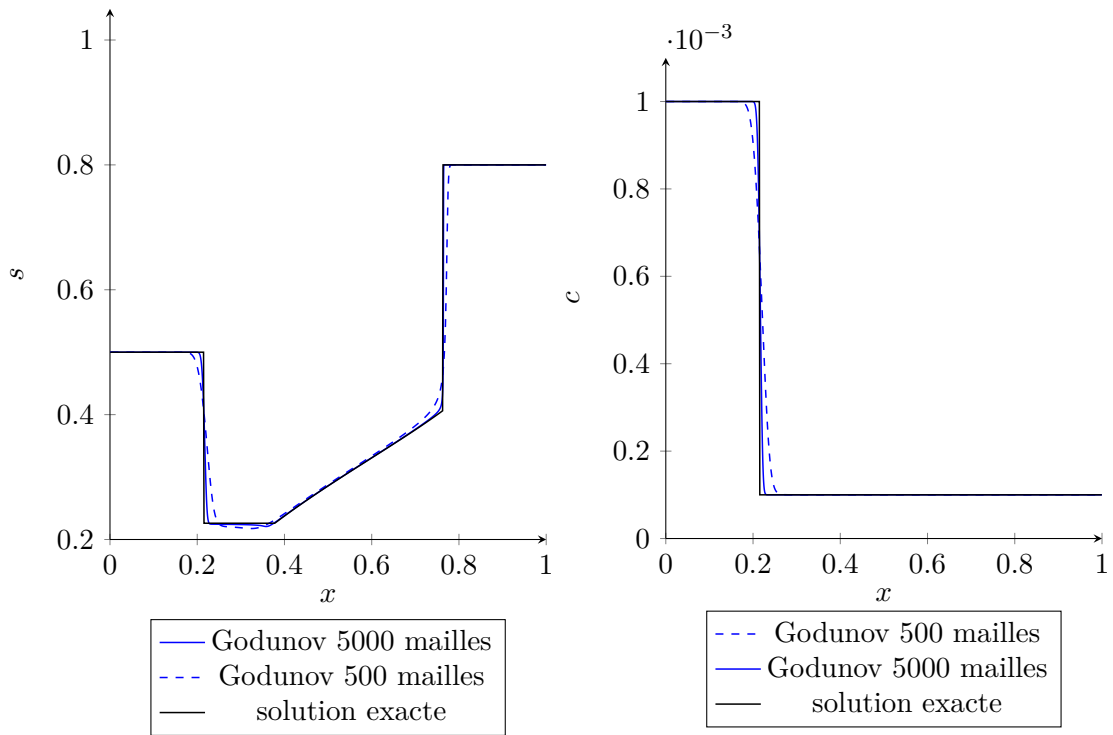 1
0.8
0.6
0.4
0.2
0 0.2 0.4 0.6 0.8 1
s
x
Godunov 5000 mailles
Godunov 500 mailles
solution exacte
·10⁻³
1
0.8
0.6
0.4
0.2
0
0 0.2 0.4 0.6 0.8 1
c
x
Godunov 500 mailles
Godunov 5000 mailles
solution exacte